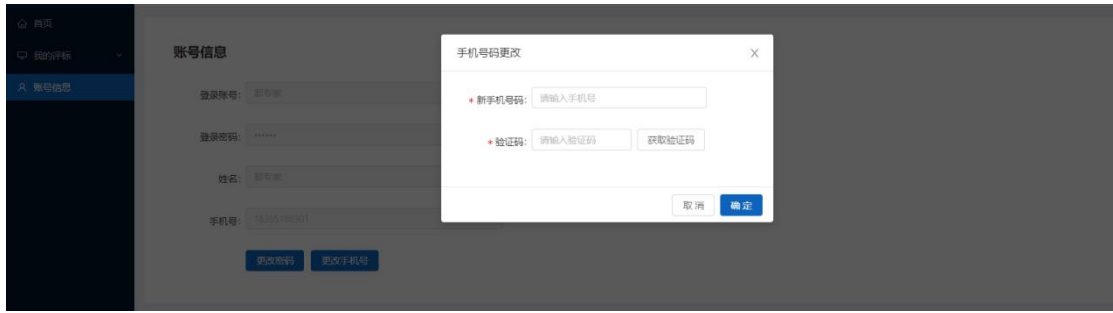 首页
我的评标
账号信息
账号信息
登录账号:
登录密码: ······
姓名:
手机号:
更改密码
更改手机号
手机号码更改
* 新手机号码: 请输入手机号
* 验证码: 请输入验证码
获取验证码
取 消
确 定